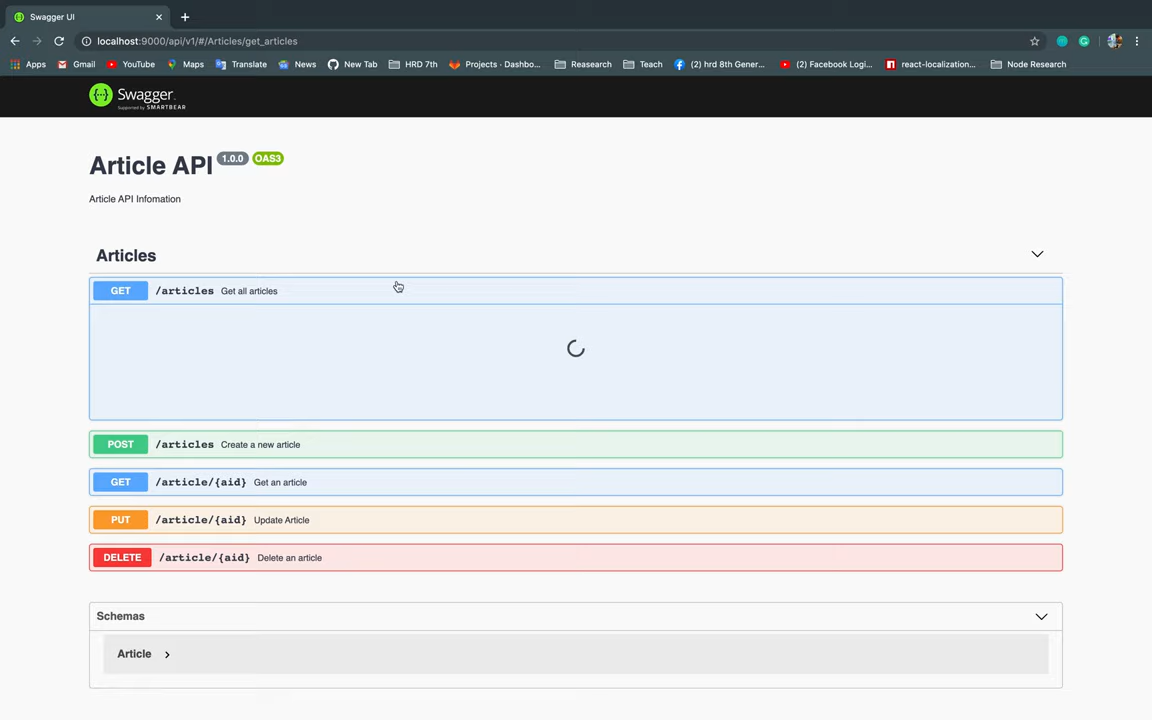 Swagger UI
localhost:9000/api/v1/#/Articles/get_articles
Apps Gmail YouTube Maps Translate News New Tab HRD 7th Projects · Dashbo... Reasearch Teach (2) hrd 8th Gener... (2) Facebook Logi... react-localization... Node Research
Swagger.
Supported by SMARTBEAR
Article API 1.0.0 OAS3
Article API Infomation
Articles
GET /articles Get all articles
POST /articles Create a new article
GET /article/{aid} Get an article
PUT /article/{aid} Update Article
DELETE /article/{aid} Delete an article
Schemas
Article